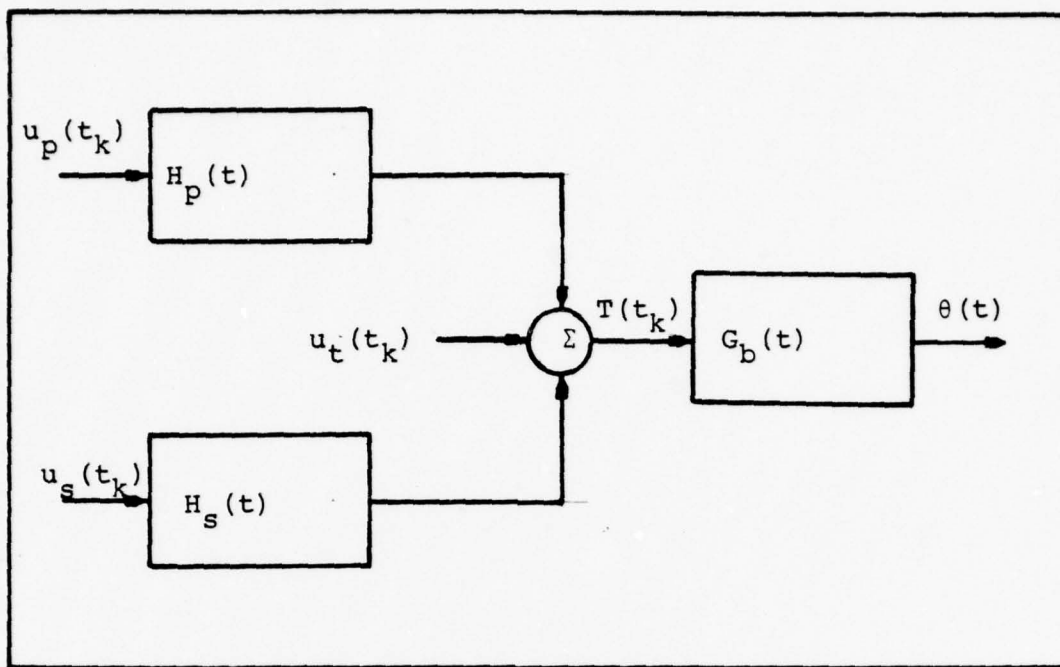 u_p(t_k)
H_p(t)
u_t(t_k)
Σ
T(t_k)
G_b(t)
θ(t)
u_s(t_k)
H_s(t)